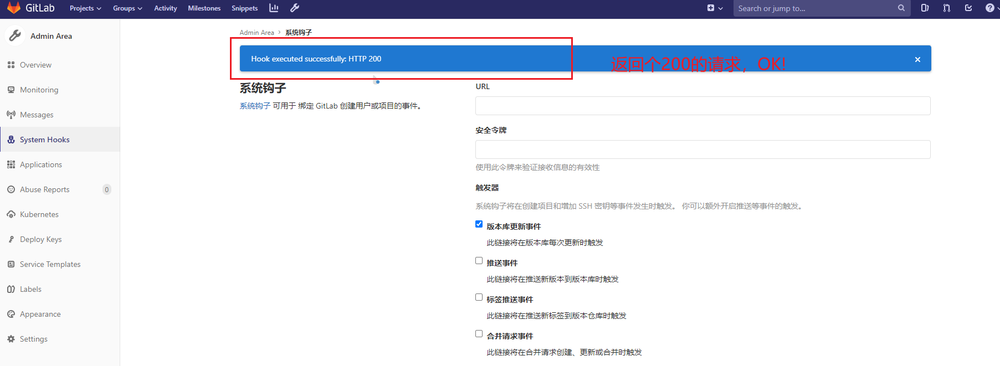 GitLab Projects Groups Activity Milestones Snippets Search or jump to...
Admin Area
Overview
Monitoring
Messages
System Hooks
Applications
Abuse Reports 0
Kubernetes
Deploy Keys
Service Templates
Labels
Appearance
Settings
Admin Area > 系统钩子
Hook executed successfully: HTTP 200
返回个200的请求，OK!
系统钩子
系统钩子 可用于 绑定 GitLab 创建用户或项目的事件。
URL
安全令牌
使用此令牌来验证接收信息的有效性
触发器
系统钩子将在创建项目和增加 SSH 密钥等事件发生时触发。 你可以额外开启推送等事件的触发。
版本库更新事件
此链接将在版本库每次更新时触发
推送事件
此链接将在推送新版本到版本库时触发
标签推送事件
此链接将在推送新标签到版本仓库时触发
合并请求事件
此链接将在合并请求创建、更新或合并时触发